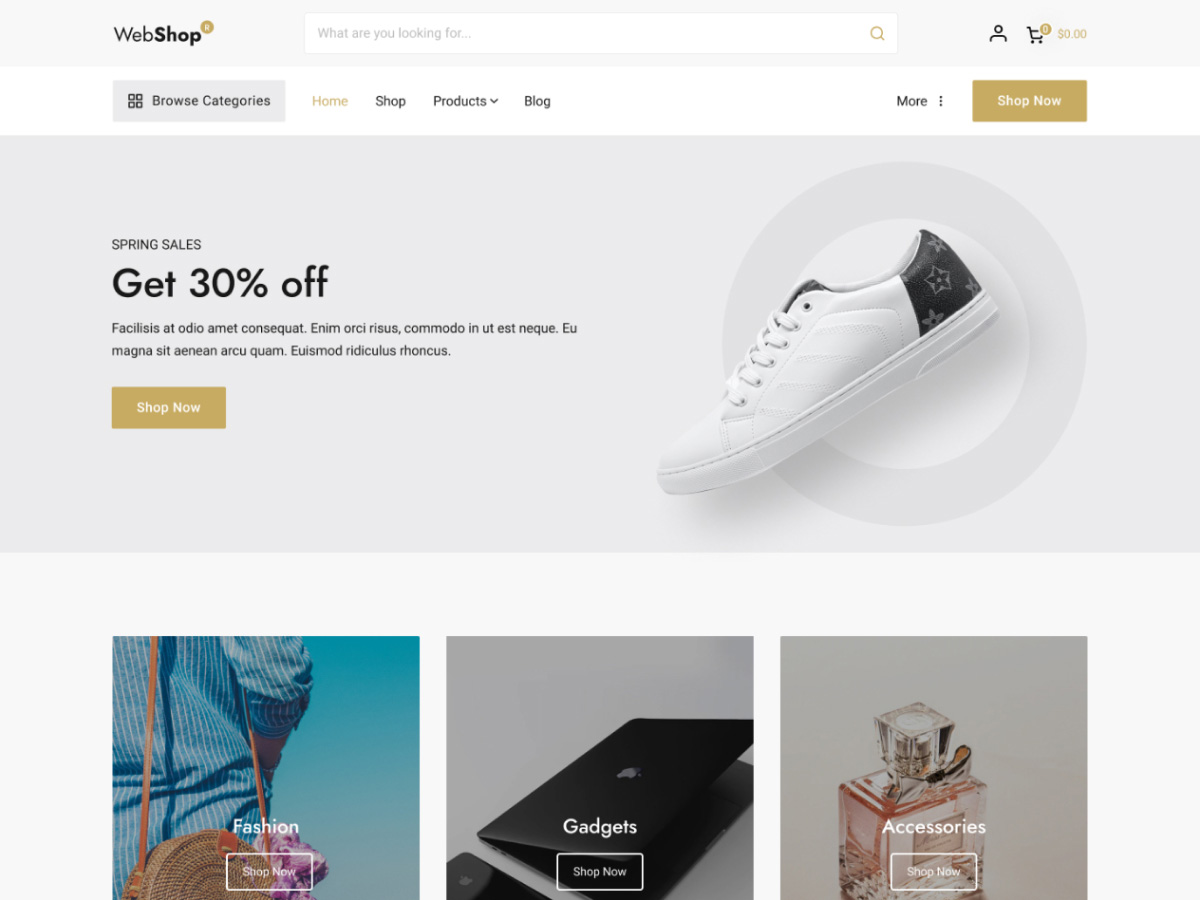 WebShop R
What are you looking for...
0 $0.00
Browse Categories Home Shop Products Blog More Shop Now
SPRING SALES
Get 30% off
Facilisis at odio amet consequat. Enim orci risus, commodo in ut est neque. Eu
magna sit aenean arcu quam. Euismod ridiculus rhoncus.
Shop Now
Fashion
Shop Now
Gadgets
Shop Now
Accessories
Shop Now